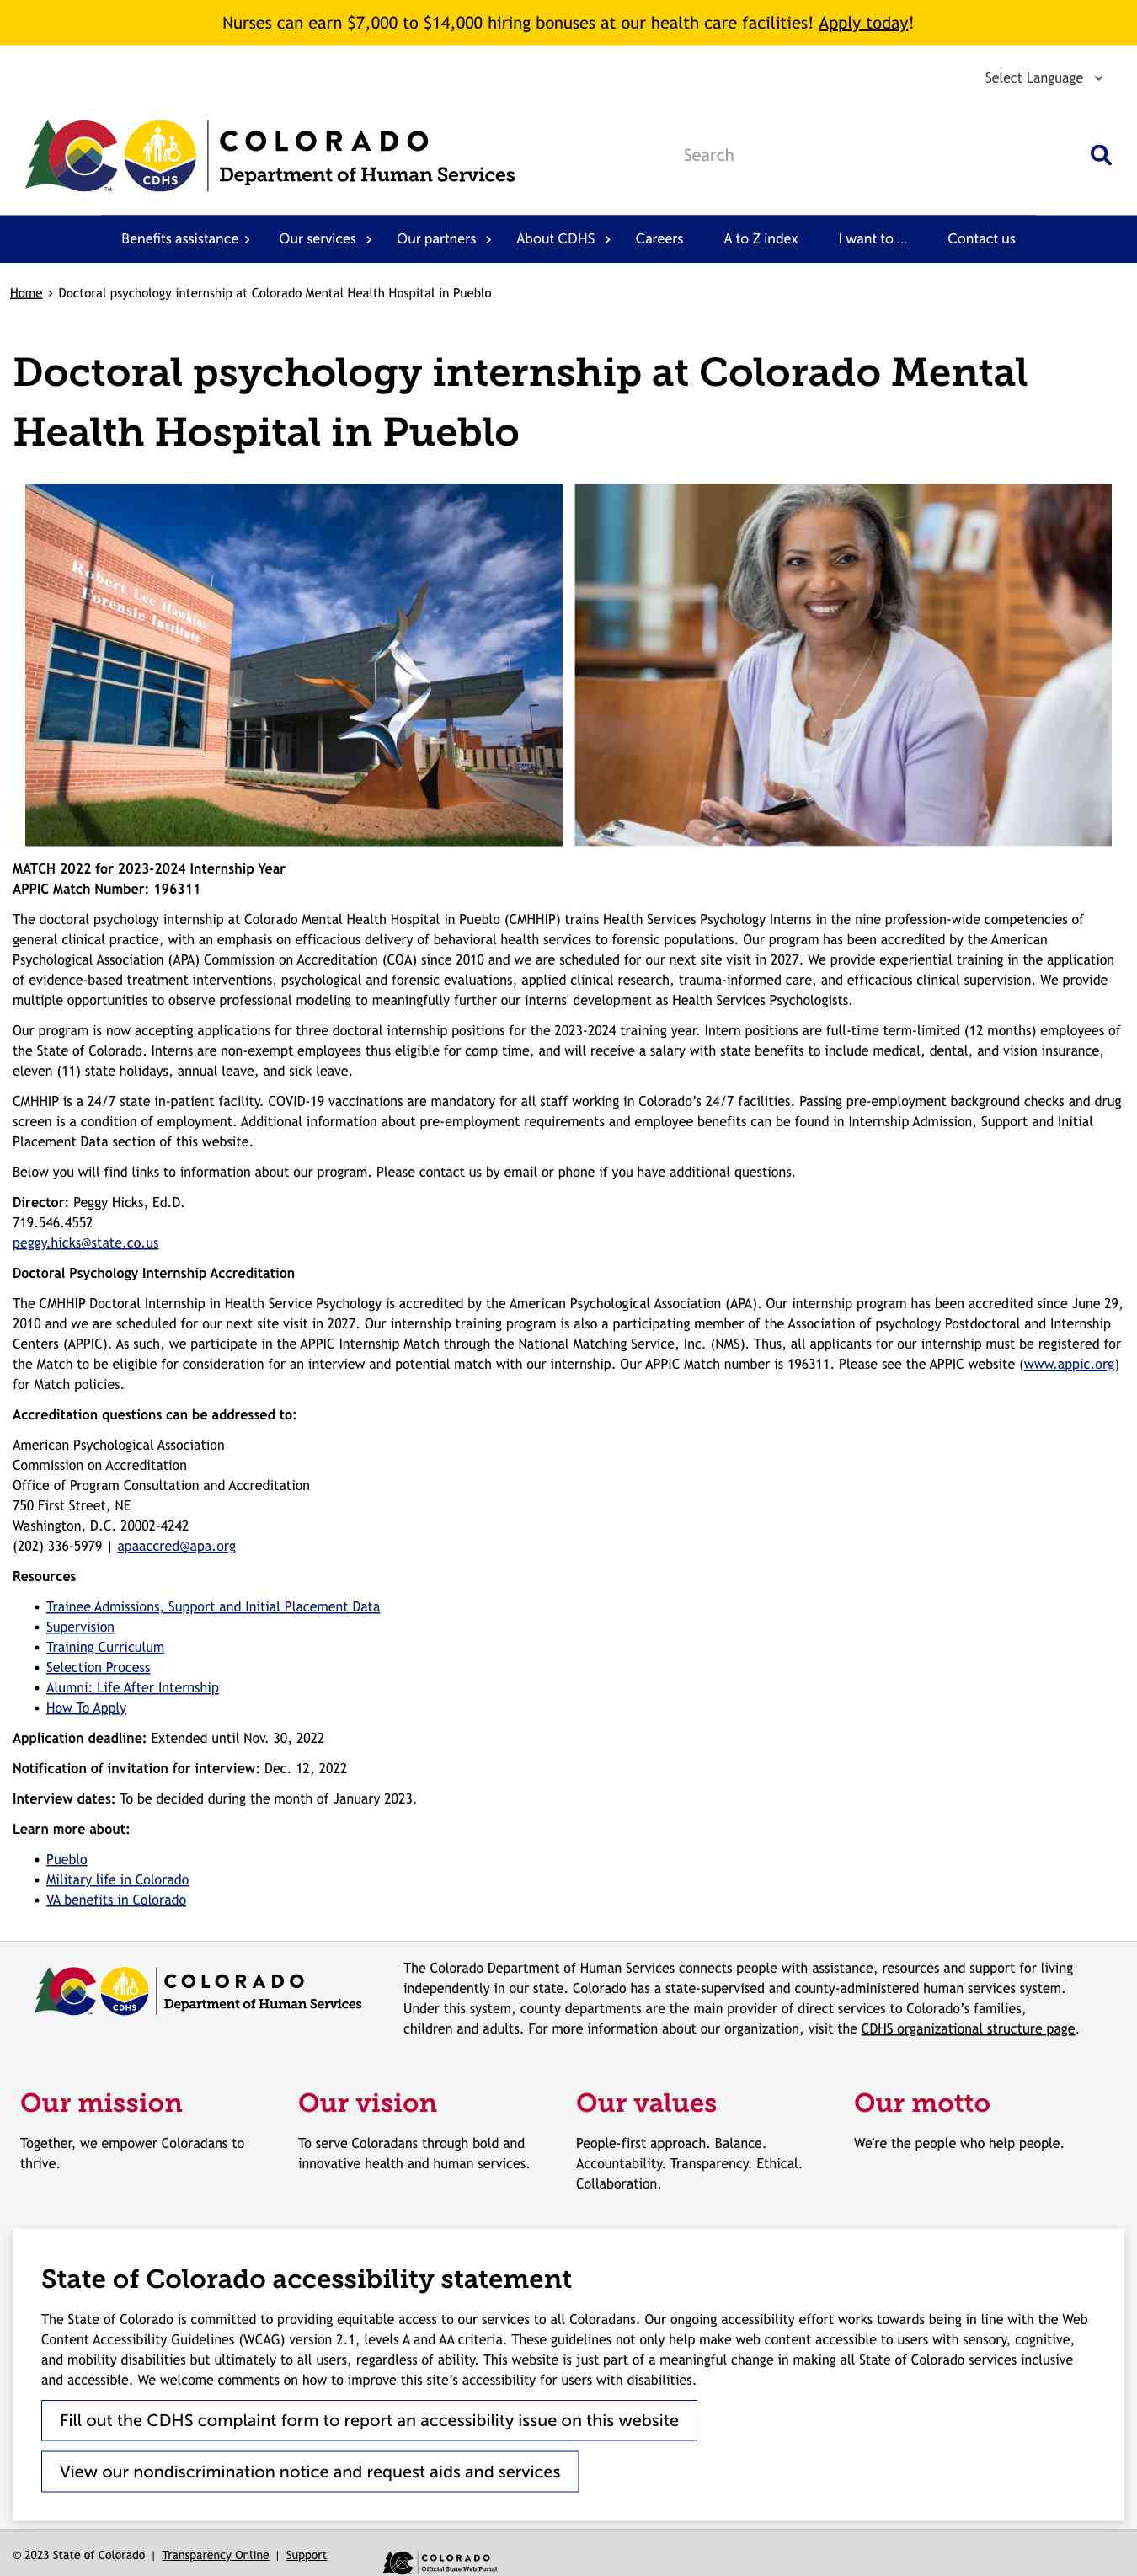 Nurses can earn $7,000 to $14,000 hiring bonuses at our health care facilities! Apply today!
Select Language
CDHS
COLORADO
Department of Human Services
TM
Search
Benefits assistance
Our services
Our partners
About CDHS
Careers
A to Z index
I want to ...
Contact us
Home › Doctoral psychology internship at Colorado Mental Health Hospital in Pueblo
Doctoral psychology internship at Colorado Mental
Health Hospital in Pueblo
Robert Lee Hawkins
Forensic Institute
MATCH 2022 for 2023-2024 Internship Year
APPIC Match Number: 196311
The doctoral psychology internship at Colorado Mental Health Hospital in Pueblo (CMHHIP) trains Health Services Psychology Interns in the nine profession-wide competencies of
general clinical practice, with an emphasis on efficacious delivery of behavioral health services to forensic populations. Our program has been accredited by the American
Psychological Association (APA) Commission on Accreditation (COA) since 2010 and we are scheduled for our next site visit in 2027. We provide experiential training in the application
of evidence-based treatment interventions, psychological and forensic evaluations, applied clinical research, trauma-informed care, and efficacious clinical supervision. We provide
multiple opportunities to observe professional modeling to meaningfully further our interns' development as Health Services Psychologists.
Our program is now accepting applications for three doctoral internship positions for the 2023-2024 training year. Intern positions are full-time term-limited (12 months) employees of
the State of Colorado. Interns are non-exempt employees thus eligible for comp time, and will receive a salary with state benefits to include medical, dental, and vision insurance,
eleven (11) state holidays, annual leave, and sick leave.
CMHHIP is a 24/7 state in-patient facility. COVID-19 vaccinations are mandatory for all staff working in Colorado’s 24/7 facilities. Passing pre-employment background checks and drug
screen is a condition of employment. Additional information about pre-employment requirements and employee benefits can be found in Internship Admission, Support and Initial
Placement Data section of this website.
Below you will find links to information about our program. Please contact us by email or phone if you have additional questions.
Director: Peggy Hicks, Ed.D.
719.546.4552
peggy.hicks@state.co.us
Doctoral Psychology Internship Accreditation
The CMHHIP Doctoral Internship in Health Service Psychology is accredited by the American Psychological Association (APA). Our internship program has been accredited since June 29,
2010 and we are scheduled for our next site visit in 2027. Our internship training program is also a participating member of the Association of psychology Postdoctoral and Internship
Centers (APPIC). As such, we participate in the APPIC Internship Match through the National Matching Service, Inc. (NMS). Thus, all applicants for our internship must be registered for
the Match to be eligible for consideration for an interview and potential match with our internship. Our APPIC Match number is 196311. Please see the APPIC website (www.appic.org)
for Match policies.
Accreditation questions can be addressed to:
American Psychological Association
Commission on Accreditation
Office of Program Consultation and Accreditation
750 First Street, NE
Washington, D.C. 20002-4242
(202) 336-5979 | apaaccred@apa.org
Resources
• Trainee Admissions, Support and Initial Placement Data
• Supervision
• Training Curriculum
• Selection Process
• Alumni: Life After Internship
• How To Apply
Application deadline: Extended until Nov. 30, 2022
Notification of invitation for interview: Dec. 12, 2022
Interview dates: To be decided during the month of January 2023.
Learn more about:
• Pueblo
• Military life in Colorado
• VA benefits in Colorado
CDHS
COLORADO
Department of Human Services
The Colorado Department of Human Services connects people with assistance, resources and support for living
independently in our state. Colorado has a state-supervised and county-administered human services system.
Under this system, county departments are the main provider of direct services to Colorado’s families,
children and adults. For more information about our organization, visit the CDHS organizational structure page.
Our mission
Together, we empower Coloradans to
thrive.
Our vision
To serve Coloradans through bold and
innovative health and human services.
Our values
People-first approach. Balance.
Accountability. Transparency. Ethical.
Collaboration.
Our motto
We're the people who help people.
State of Colorado accessibility statement
The State of Colorado is committed to providing equitable access to our services to all Coloradans. Our ongoing accessibility effort works towards being in line with the Web
Content Accessibility Guidelines (WCAG) version 2.1, levels A and AA criteria. These guidelines not only help make web content accessible to users with sensory, cognitive,
and mobility disabilities but ultimately to all users, regardless of ability. This website is just part of a meaningful change in making all State of Colorado services inclusive
and accessible. We welcome comments on how to improve this site’s accessibility for users with disabilities.
Fill out the CDHS complaint form to report an accessibility issue on this website
View our nondiscrimination notice and request aids and services
© 2023 State of Colorado | Transparency Online | Support
COLORADO
Official State Web Portal